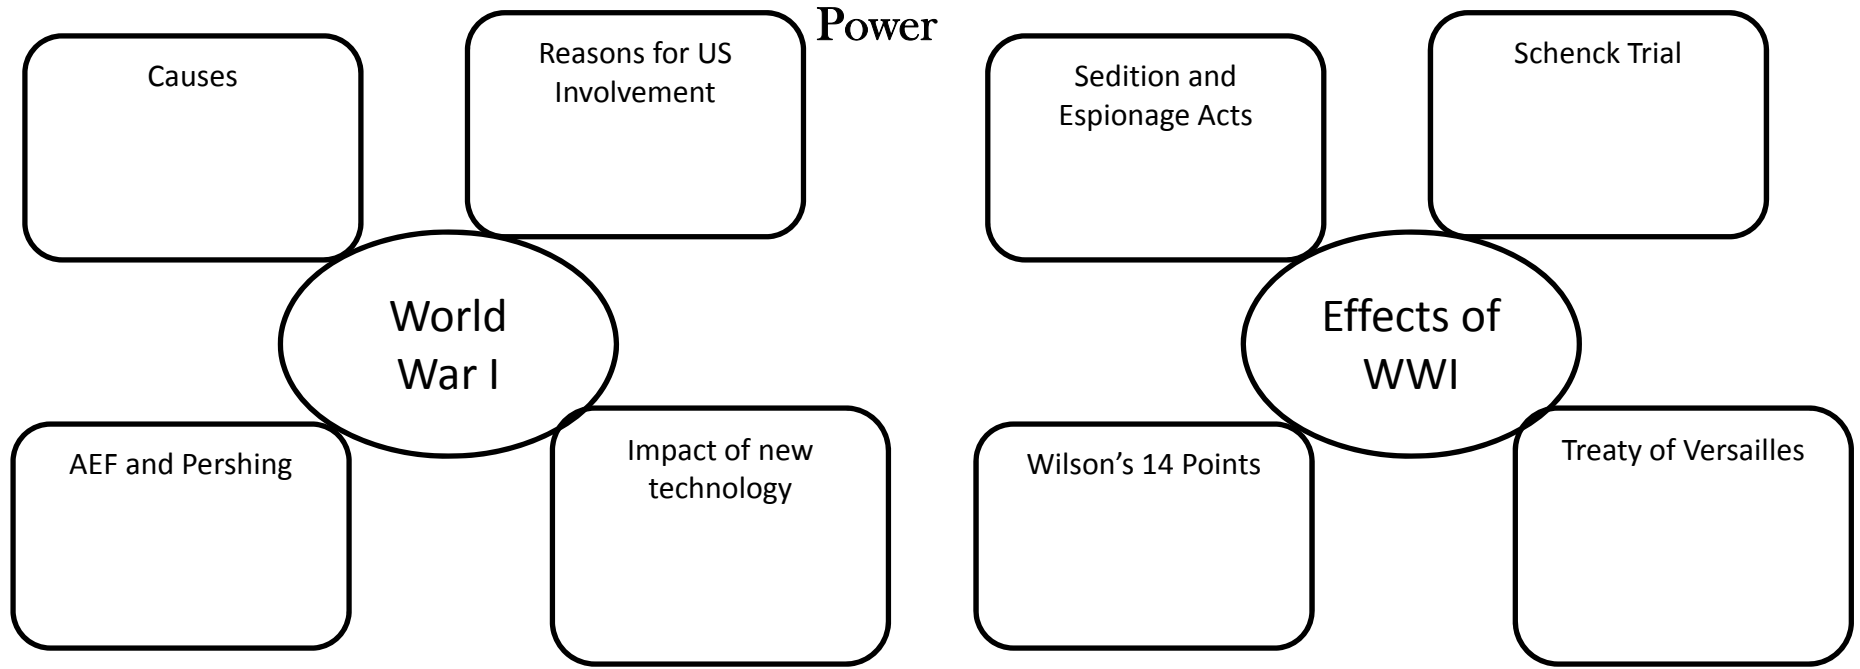 Power
Causes
Reasons for US
Involvement
World
War I
AEF and Pershing
Impact of new
technology
Sedition and
Espionage Acts
Schenck Trial
Effects of
WWI
Wilson’s 14 Points
Treaty of Versailles